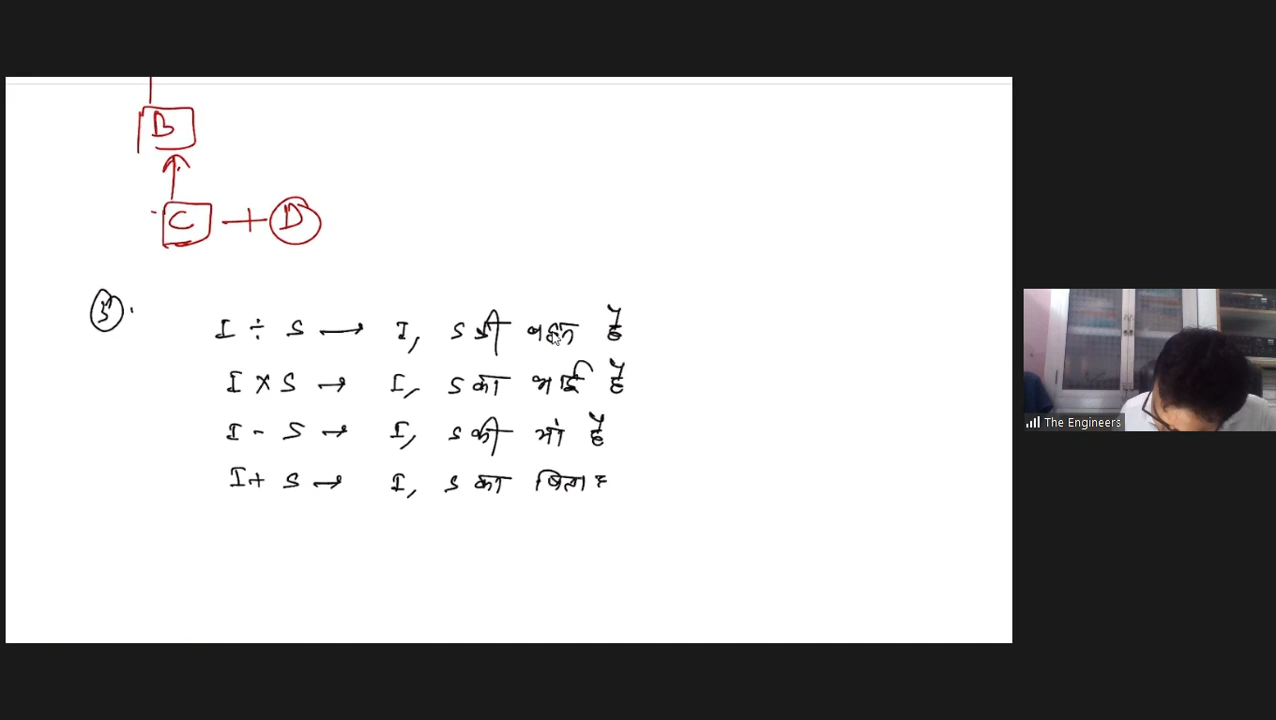 B
C + D
5.
I ÷ S → I, S की बहन है
I × S → I, S का भाई है
I - S → I, S की माँ है
I + S → I, S का पिता ह
The Engineers